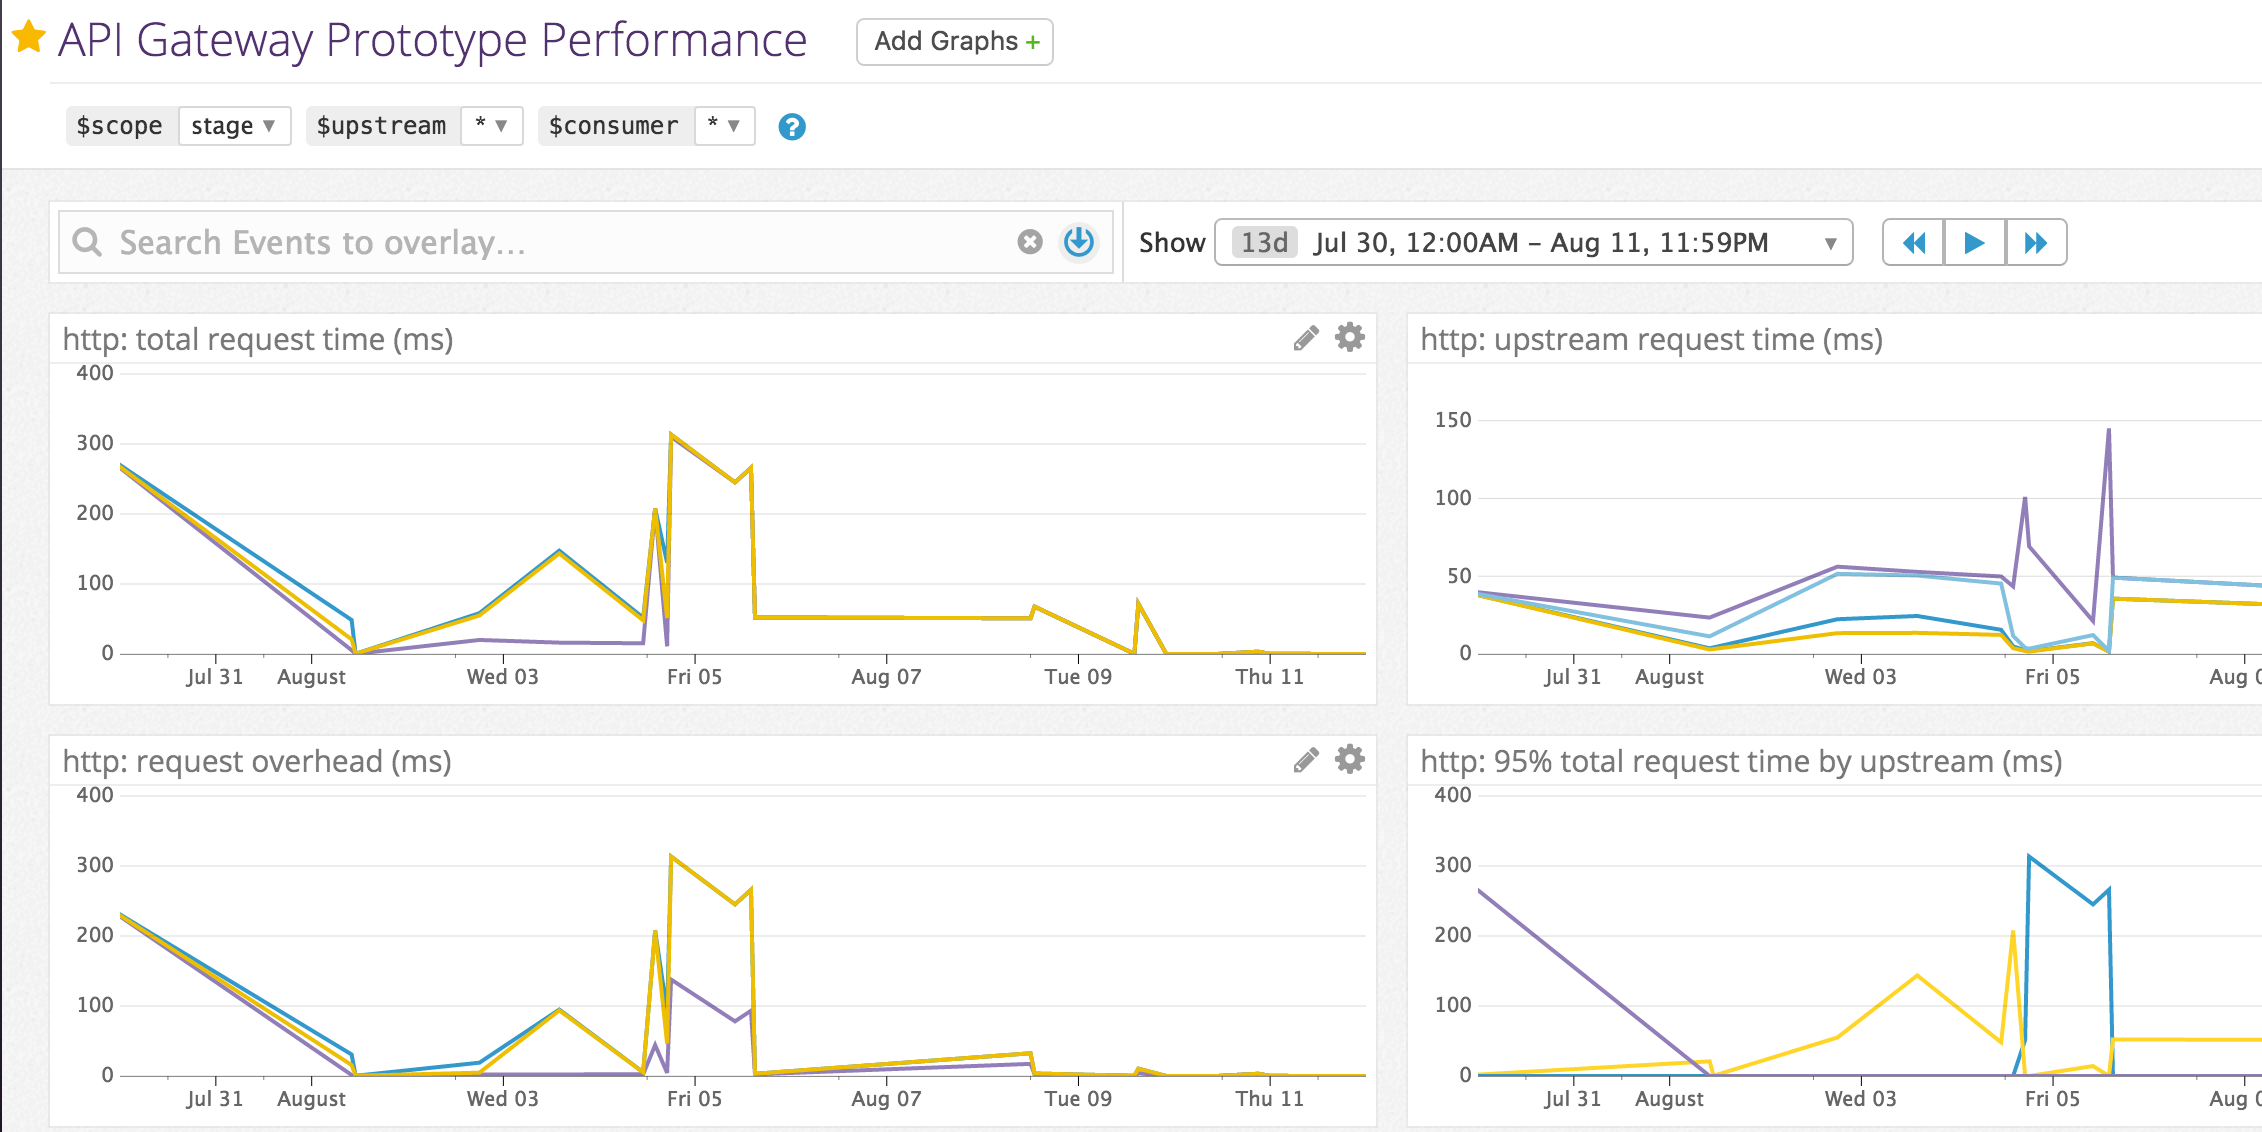 API Gateway Prototype Performance
Add Graphs +
$scope stage ▼ $upstream * ▼ $consumer * ▼ ?
Search Events to overlay...
Show 13d Jul 30, 12:00AM – Aug 11, 11:59PM ▼
http: total request time (ms)
400
300
200
100
0
Jul 31 August Wed 03 Fri 05 Aug 07 Tue 09 Thu 11
http: upstream request time (ms)
150
100
50
0
Jul 31 August Wed 03 Fri 05 Aug
http: request overhead (ms)
400
300
200
100
0
Jul 31 August Wed 03 Fri 05 Aug 07 Tue 09 Thu 11
http: 95% total request time by upstream (ms)
400
300
200
100
0
Jul 31 August Wed 03 Fri 05 Aug